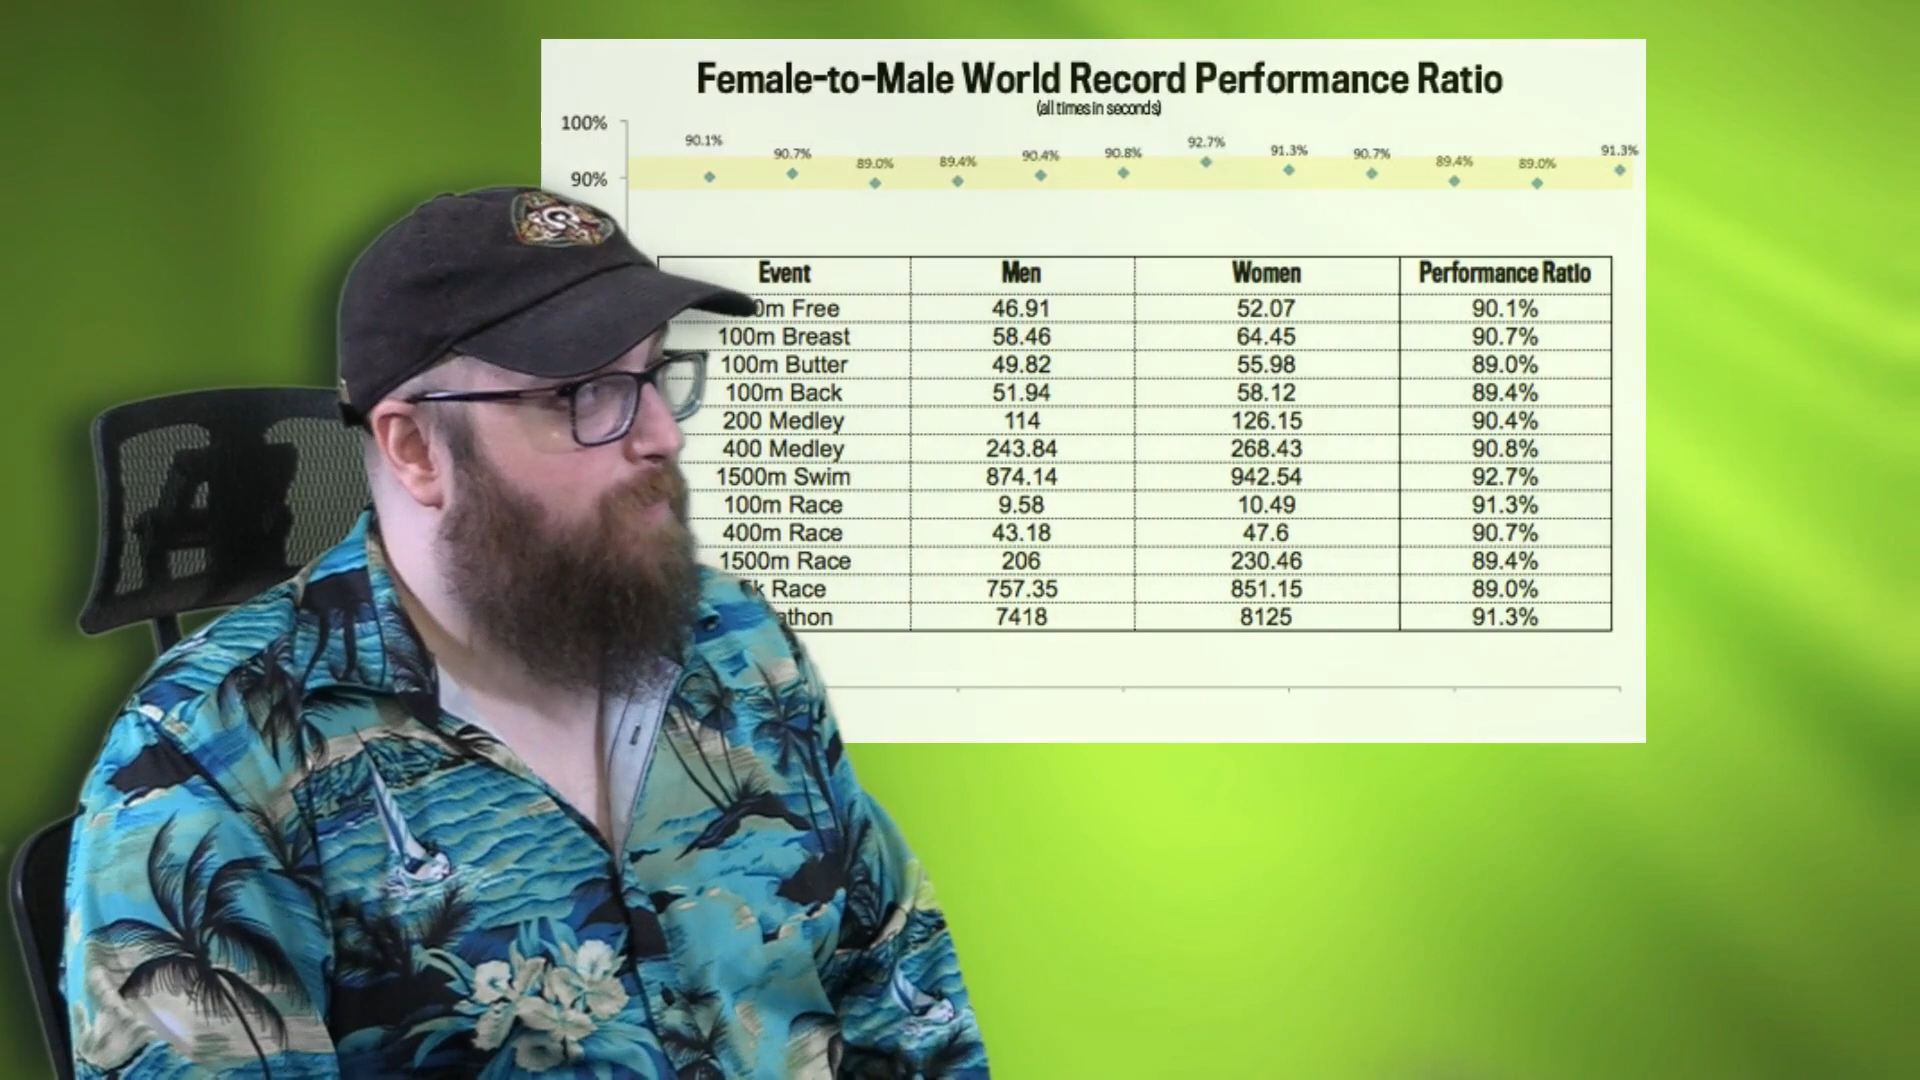 Female-to-Male World Record Performance Ratio
(all times in seconds)
100%
90.1% 90.7% 89.0% 89.4% 90.4% 90.8% 92.7% 91.3% 90.7% 89.4% 89.0% 91.3%
90%
Event Men Women Performance Ratio
0m Free 46.91 52.07 90.1%
100m Breast 58.46 64.45 90.7%
100m Butter 49.82 55.98 89.0%
100m Back 51.94 58.12 89.4%
200 Medley 114 126.15 90.4%
400 Medley 243.84 268.43 90.8%
1500m Swim 874.14 942.54 92.7%
100m Race 9.58 10.49 91.3%
400m Race 43.18 47.6 90.7%
1500m Race 206 230.46 89.4%
5k Race 757.35 851.15 89.0%
athon 7418 8125 91.3%